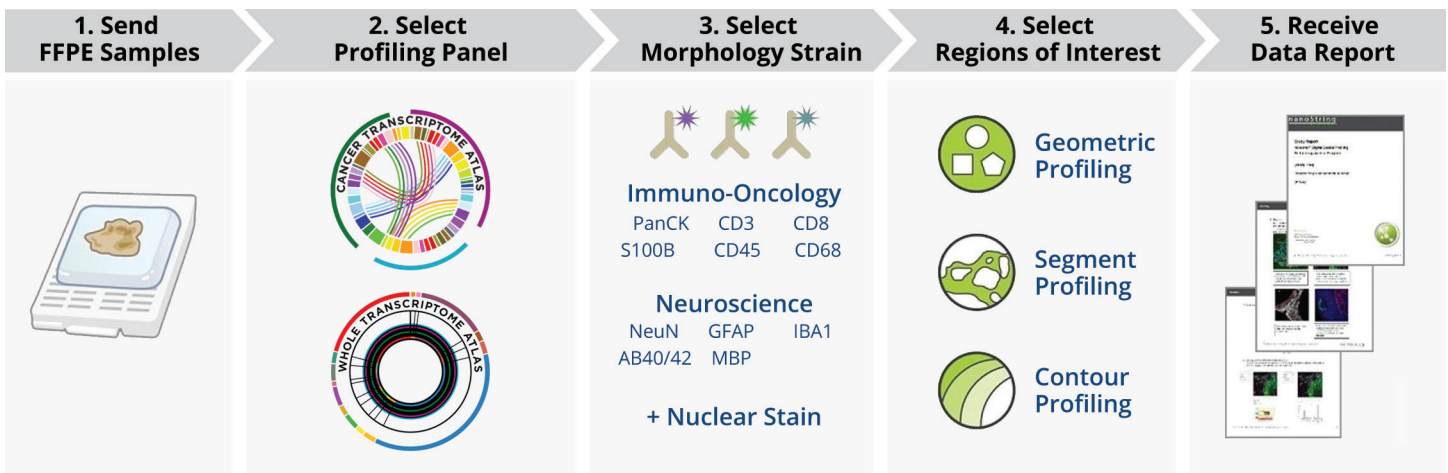 1. Send
FFPE Samples
2. Select
Profiling Panel
3. Select
Morphology Strain
4. Select
Regions of Interest
5. Receive
Data Report
CANCER TRANSCRIPTOME ATLAS
WHOLE TRANSCRIPTOME ATLAS
Immuno-Oncology
PanCK CD3 CD8
S100B CD45 CD68
Neuroscience
NeuN GFAP IBA1
AB40/42 MBP
+ Nuclear Stain
Geometric
Profiling
Segment
Profiling
Contour
Profiling
nanoString
Study Report